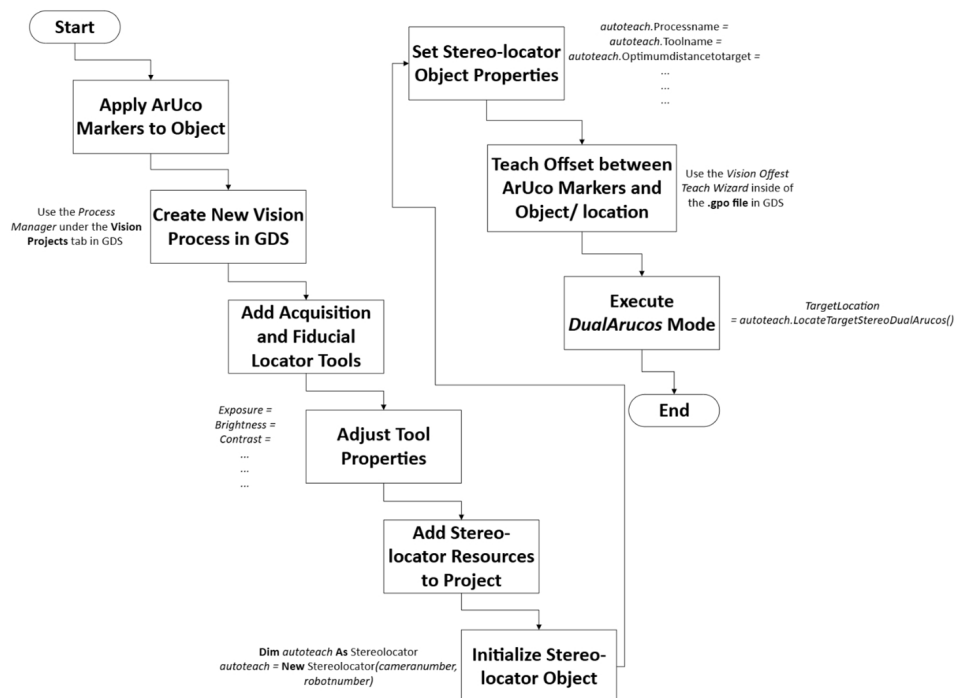 Start
Apply ArUco
Markers to Object
Use the Process
Manager under the Vision
Projects tab in GDS
Create New Vision
Process in GDS
Add Acquisition
and Fiducial
Locator Tools
Exposure =
Brightness =
Contrast =
...
...
...
Adjust Tool
Properties
Add Stereo-
locator Resources
to Project
Dim autoteach As Stereolocator
autoteach = New Stereolocator(cameranumber,
robotnumber)
Initialize Stereo-
locator Object
Set Stereo-locator
Object Properties
autoteach.Processname =
autoteach.Toolname =
autoteach.Optimumdistancetotarget =
...
...
...
Teach Offset between
ArUco Markers and
Object/ location
Use the Vision Offest
Teach Wizard inside of
the .gpo file in GDS
Execute
DualArucos Mode
TargetLocation
= autoteach.LocateTargetStereoDualArucos()
End